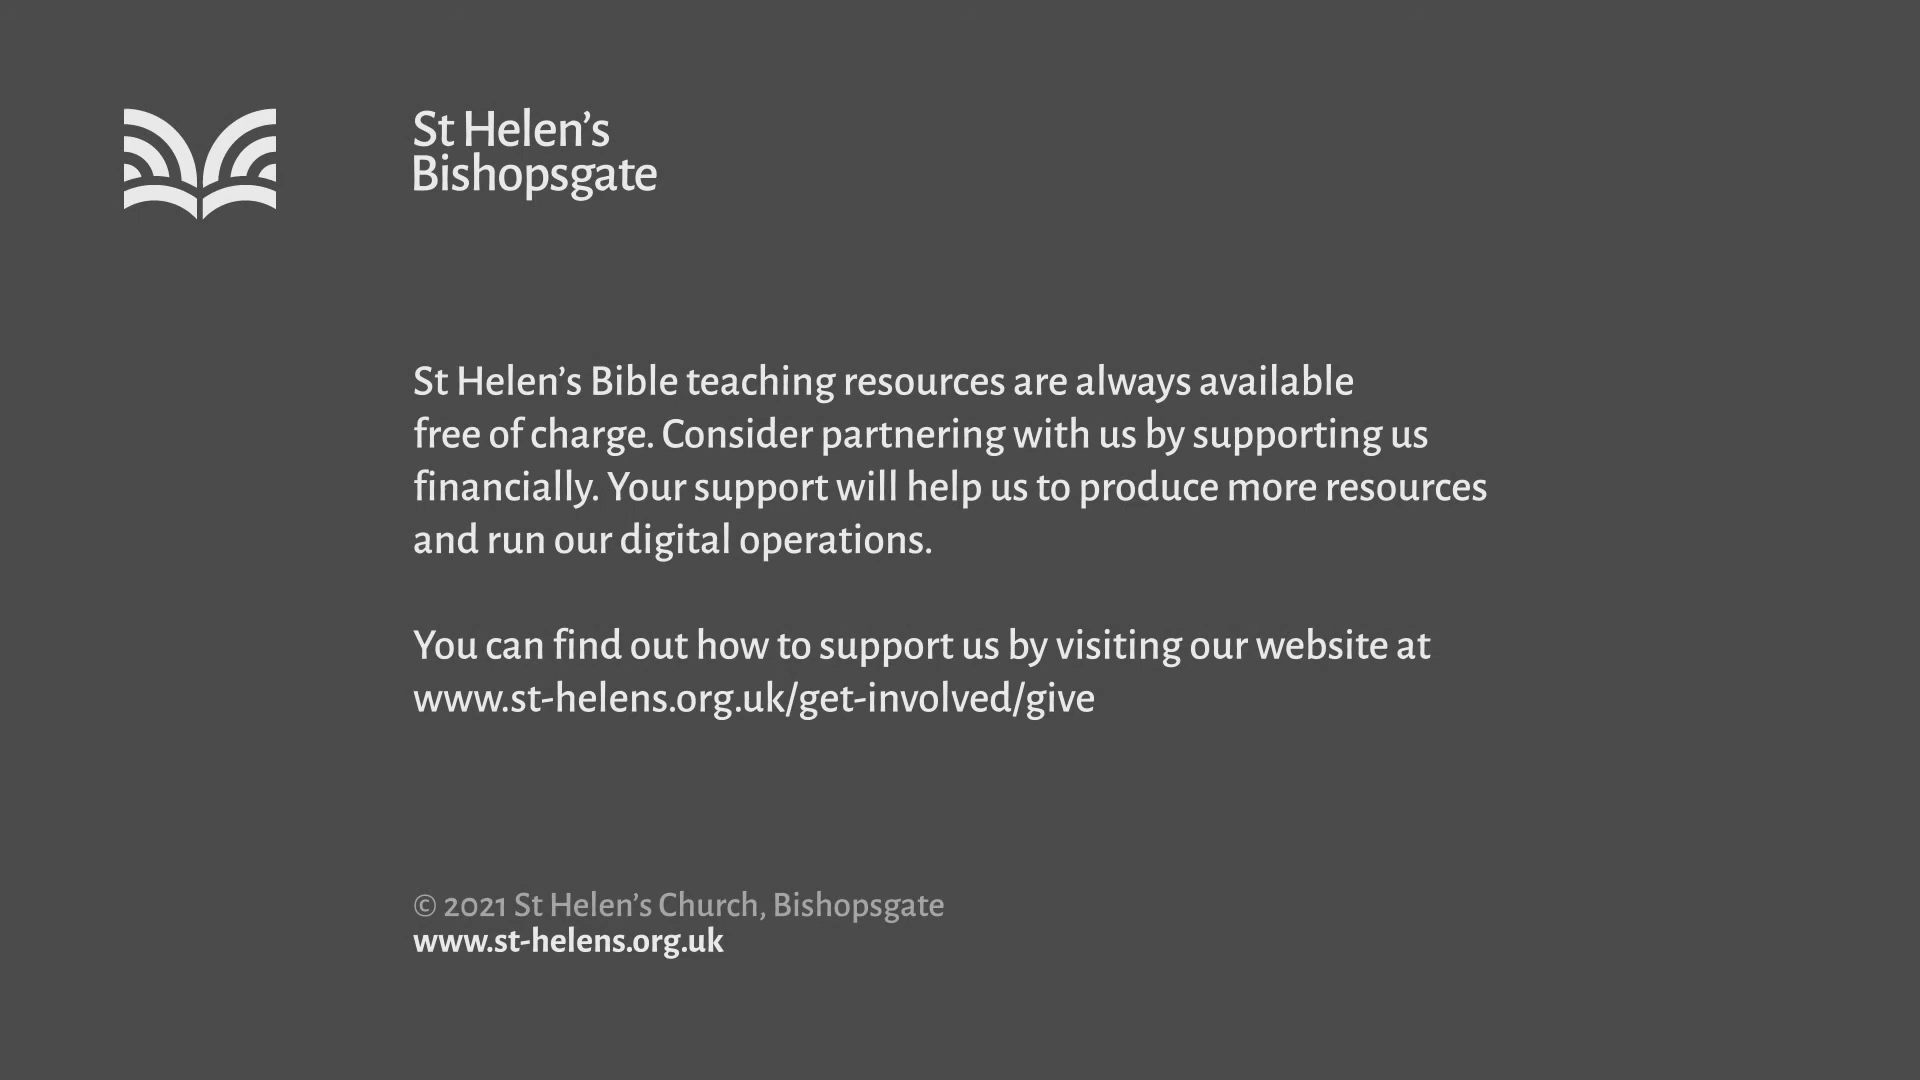 St Helen’s
Bishopsgate
St Helen’s Bible teaching resources are always available
free of charge. Consider partnering with us by supporting us
financially. Your support will help us to produce more resources
and run our digital operations.
You can find out how to support us by visiting our website at
www.st-helens.org.uk/get-involved/give
© 2021 St Helen’s Church, Bishopsgate
www.st-helens.org.uk